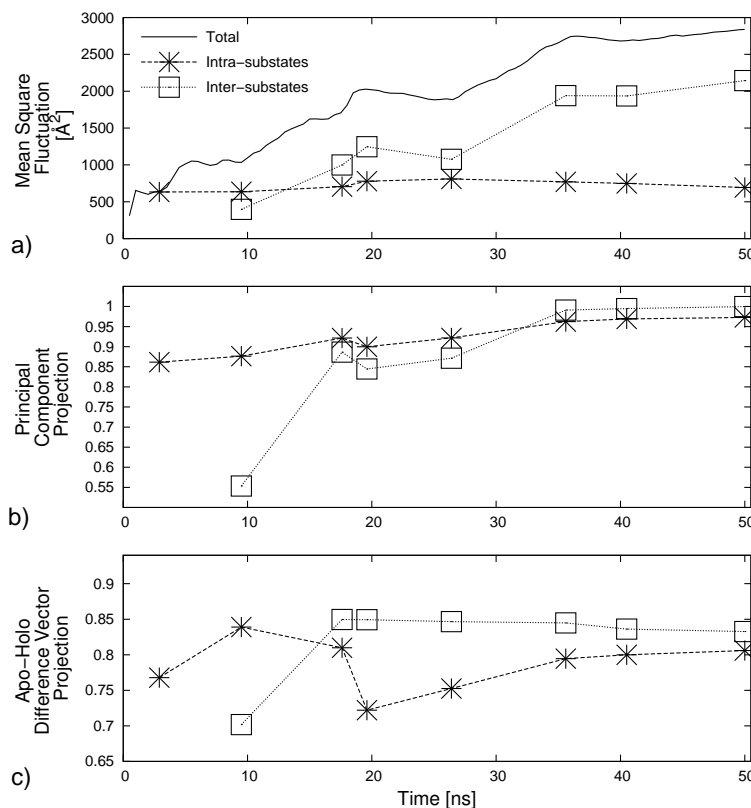 3000
2500
2000
1500
1000
500
0
Mean Square
Fluctuation
[Å²]
Total
Intra−substates
Inter−substates
0 10 20 30 40 50
a)
1
0.95
0.9
0.85
0.8
0.75
0.7
0.65
0.6
0.55
Principal
Component
Projection
0 10 20 30 40 50
b)
0.9
0.85
0.8
0.75
0.7
0.65
Apo−Holo
Difference Vector
Projection
0 10 20 30 40 50
c)
Time [ns]